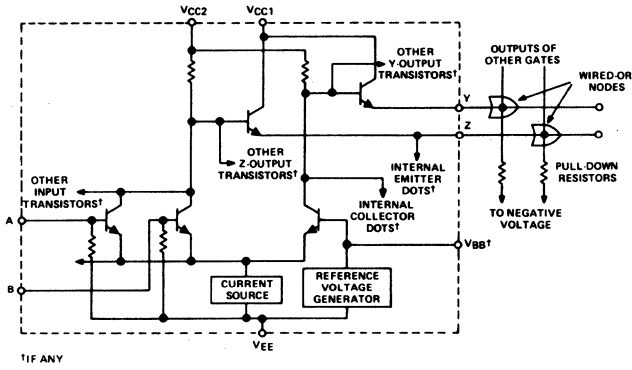 VCC2
VCC1
OTHER
Y-OUTPUT
TRANSISTORS†
OUTPUTS OF
OTHER GATES
WIRED-OR
NODES
Y
Z
OTHER
Z-OUTPUT
TRANSISTORS†
INTERNAL
EMITTER
DOTS†
PULL-DOWN
RESISTORS
OTHER
INPUT
TRANSISTORS†
INTERNAL
COLLECTOR
DOTS†
TO NEGATIVE
VOLTAGE
A
VBB†
B
CURRENT
SOURCE
REFERENCE
VOLTAGE
GENERATOR
VEE
†IF ANY